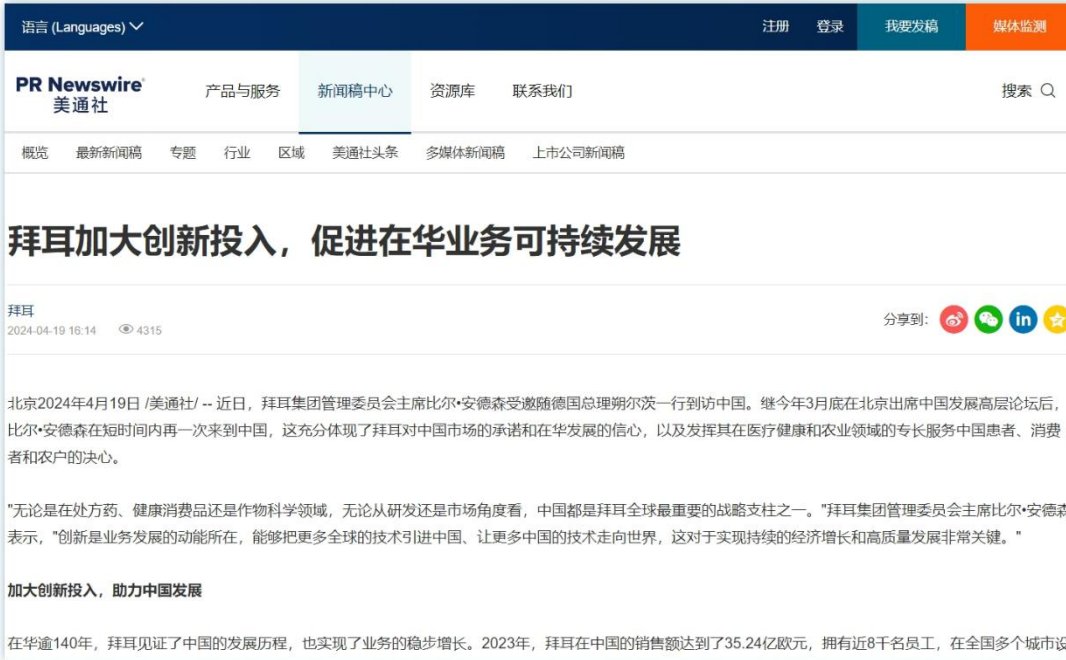 语言 (Languages) 注册 登录 我要发稿 媒体监测
PR Newswire®
美通社
产品与服务 新闻稿中心 资源库 联系我们 搜索
概览 最新新闻稿 专题 行业 区域 美通社头条 多媒体新闻稿 上市公司新闻稿
拜耳加大创新投入，促进在华业务可持续发展
拜耳
2024-04-19 16:14 4315
分享到: in
北京2024年4月19日 /美通社/ -- 近日，拜耳集团管理委员会主席比尔•安德森受邀随德国总理朔尔茨一行到访中国。继今年3月底在北京出席中国发展高层论坛后，
比尔•安德森在短时间内再一次来到中国，这充分体现了拜耳对中国市场的承诺和在华发展的信心，以及发挥其在医疗健康和农业领域的专长服务中国患者、消费
者和农户的决心。
"无论是在处方药、健康消费品还是作物科学领域，无论从研发还是市场角度看，中国都是拜耳全球最重要的战略支柱之一。"拜耳集团管理委员会主席比尔•安德森
表示，"创新是业务发展的动能所在，能够把更多全球的技术引进中国、让更多中国的技术走向世界，这对于实现持续的经济增长和高质量发展非常关键。"
加大创新投入，助力中国发展
在华逾140年，拜耳见证了中国的发展历程，也实现了业务的稳步增长。2023年，拜耳在中国的销售额达到了35.24亿欧元，拥有近8千名员工，在全国多个城市设